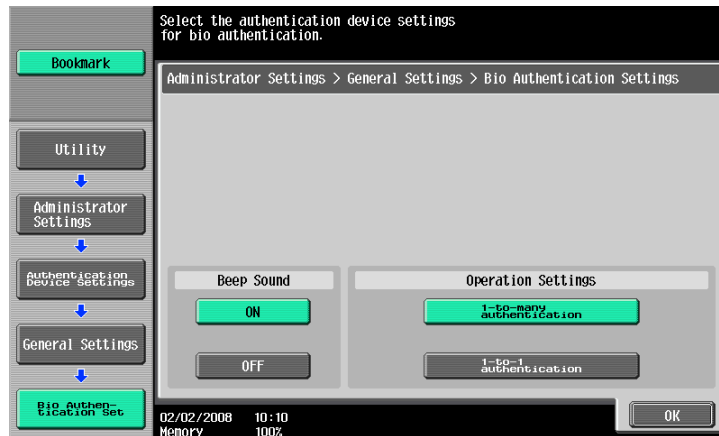 Select the authentication device settings
for bio authentication.
Bookmark
Administrator Settings > General Settings > Bio Authentication Settings
Utility
Administrator
Settings
Authentication
Device Settings
General Settings
Bio Authen-
tication Set
Beep Sound
ON
OFF
Operation Settings
1-to-many
authentication
1-to-1
authentication
02/02/2008 10:10
Memory 100%
OK